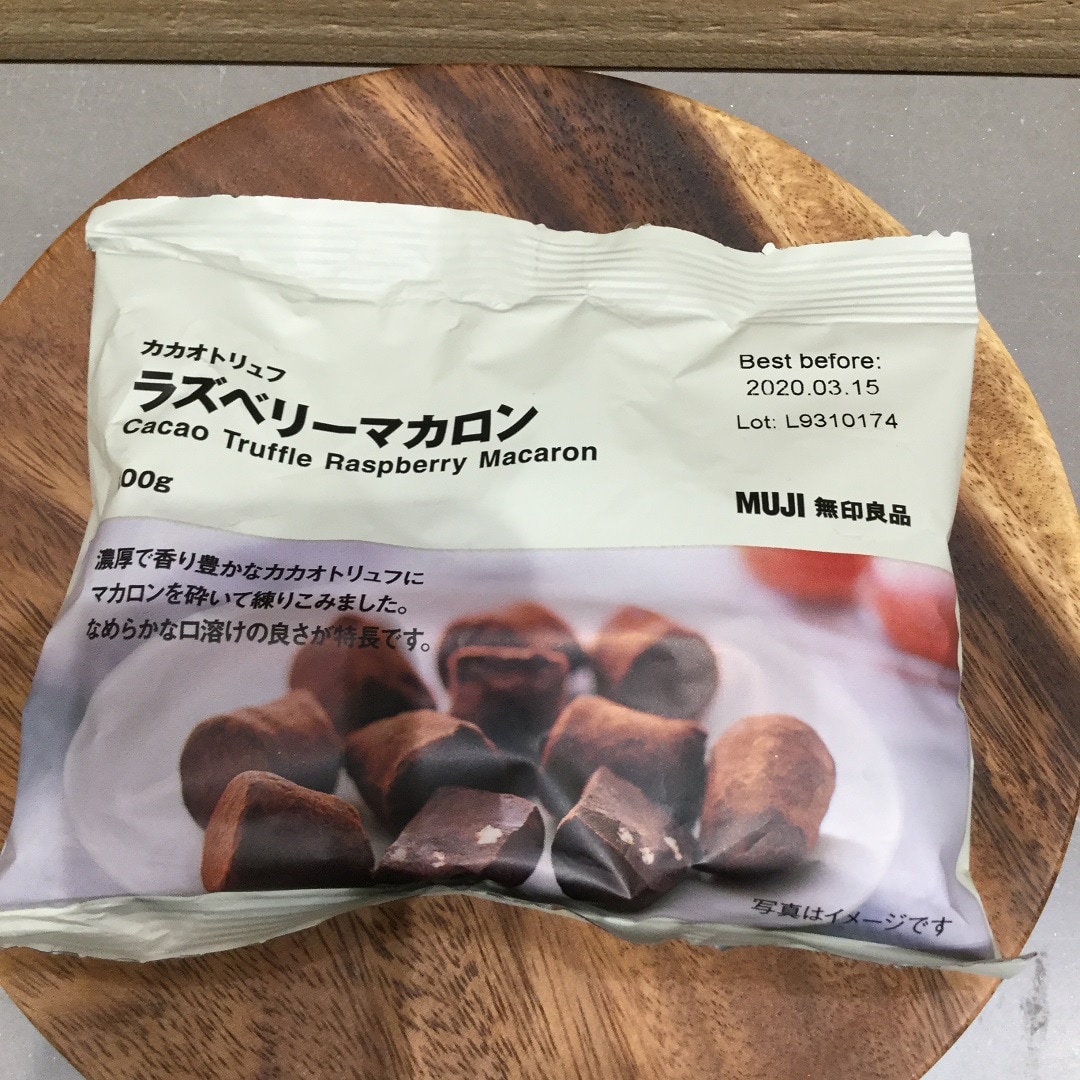 カカオトリュフ
ラズベリーマカロン
Cacao Truffle Raspberry Macaron
00g
Best before:
2020.03.15
Lot: L9310174
MUJI 無印良品
濃厚で香り豊かなカカオトリュフに
マカロンを砕いて練りこみました。
なめらかな口溶けの良さが特長です。
写真はイメージです